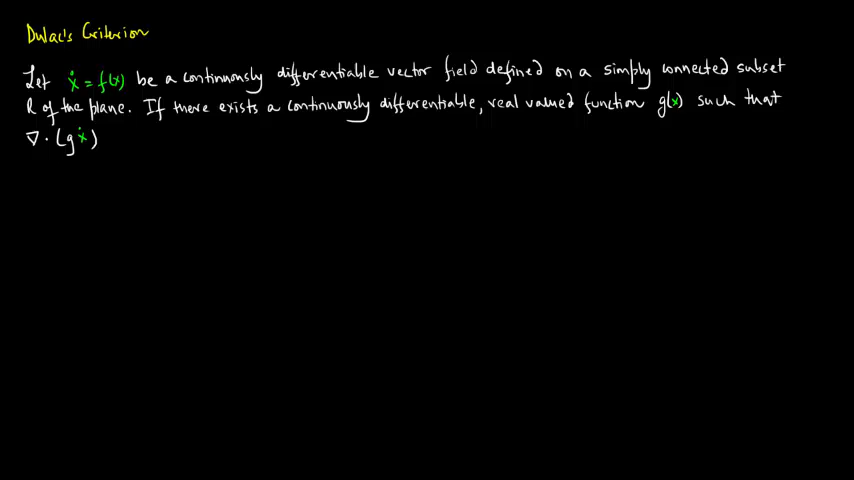 Dulac's Criterion
Let ẋ = f(x) be a continuously differentiable vector field defined on a simply connected subset
R of the plane. If there exists a continuously differentiable, real valued function g(x) such that
∇ · (gẋ)